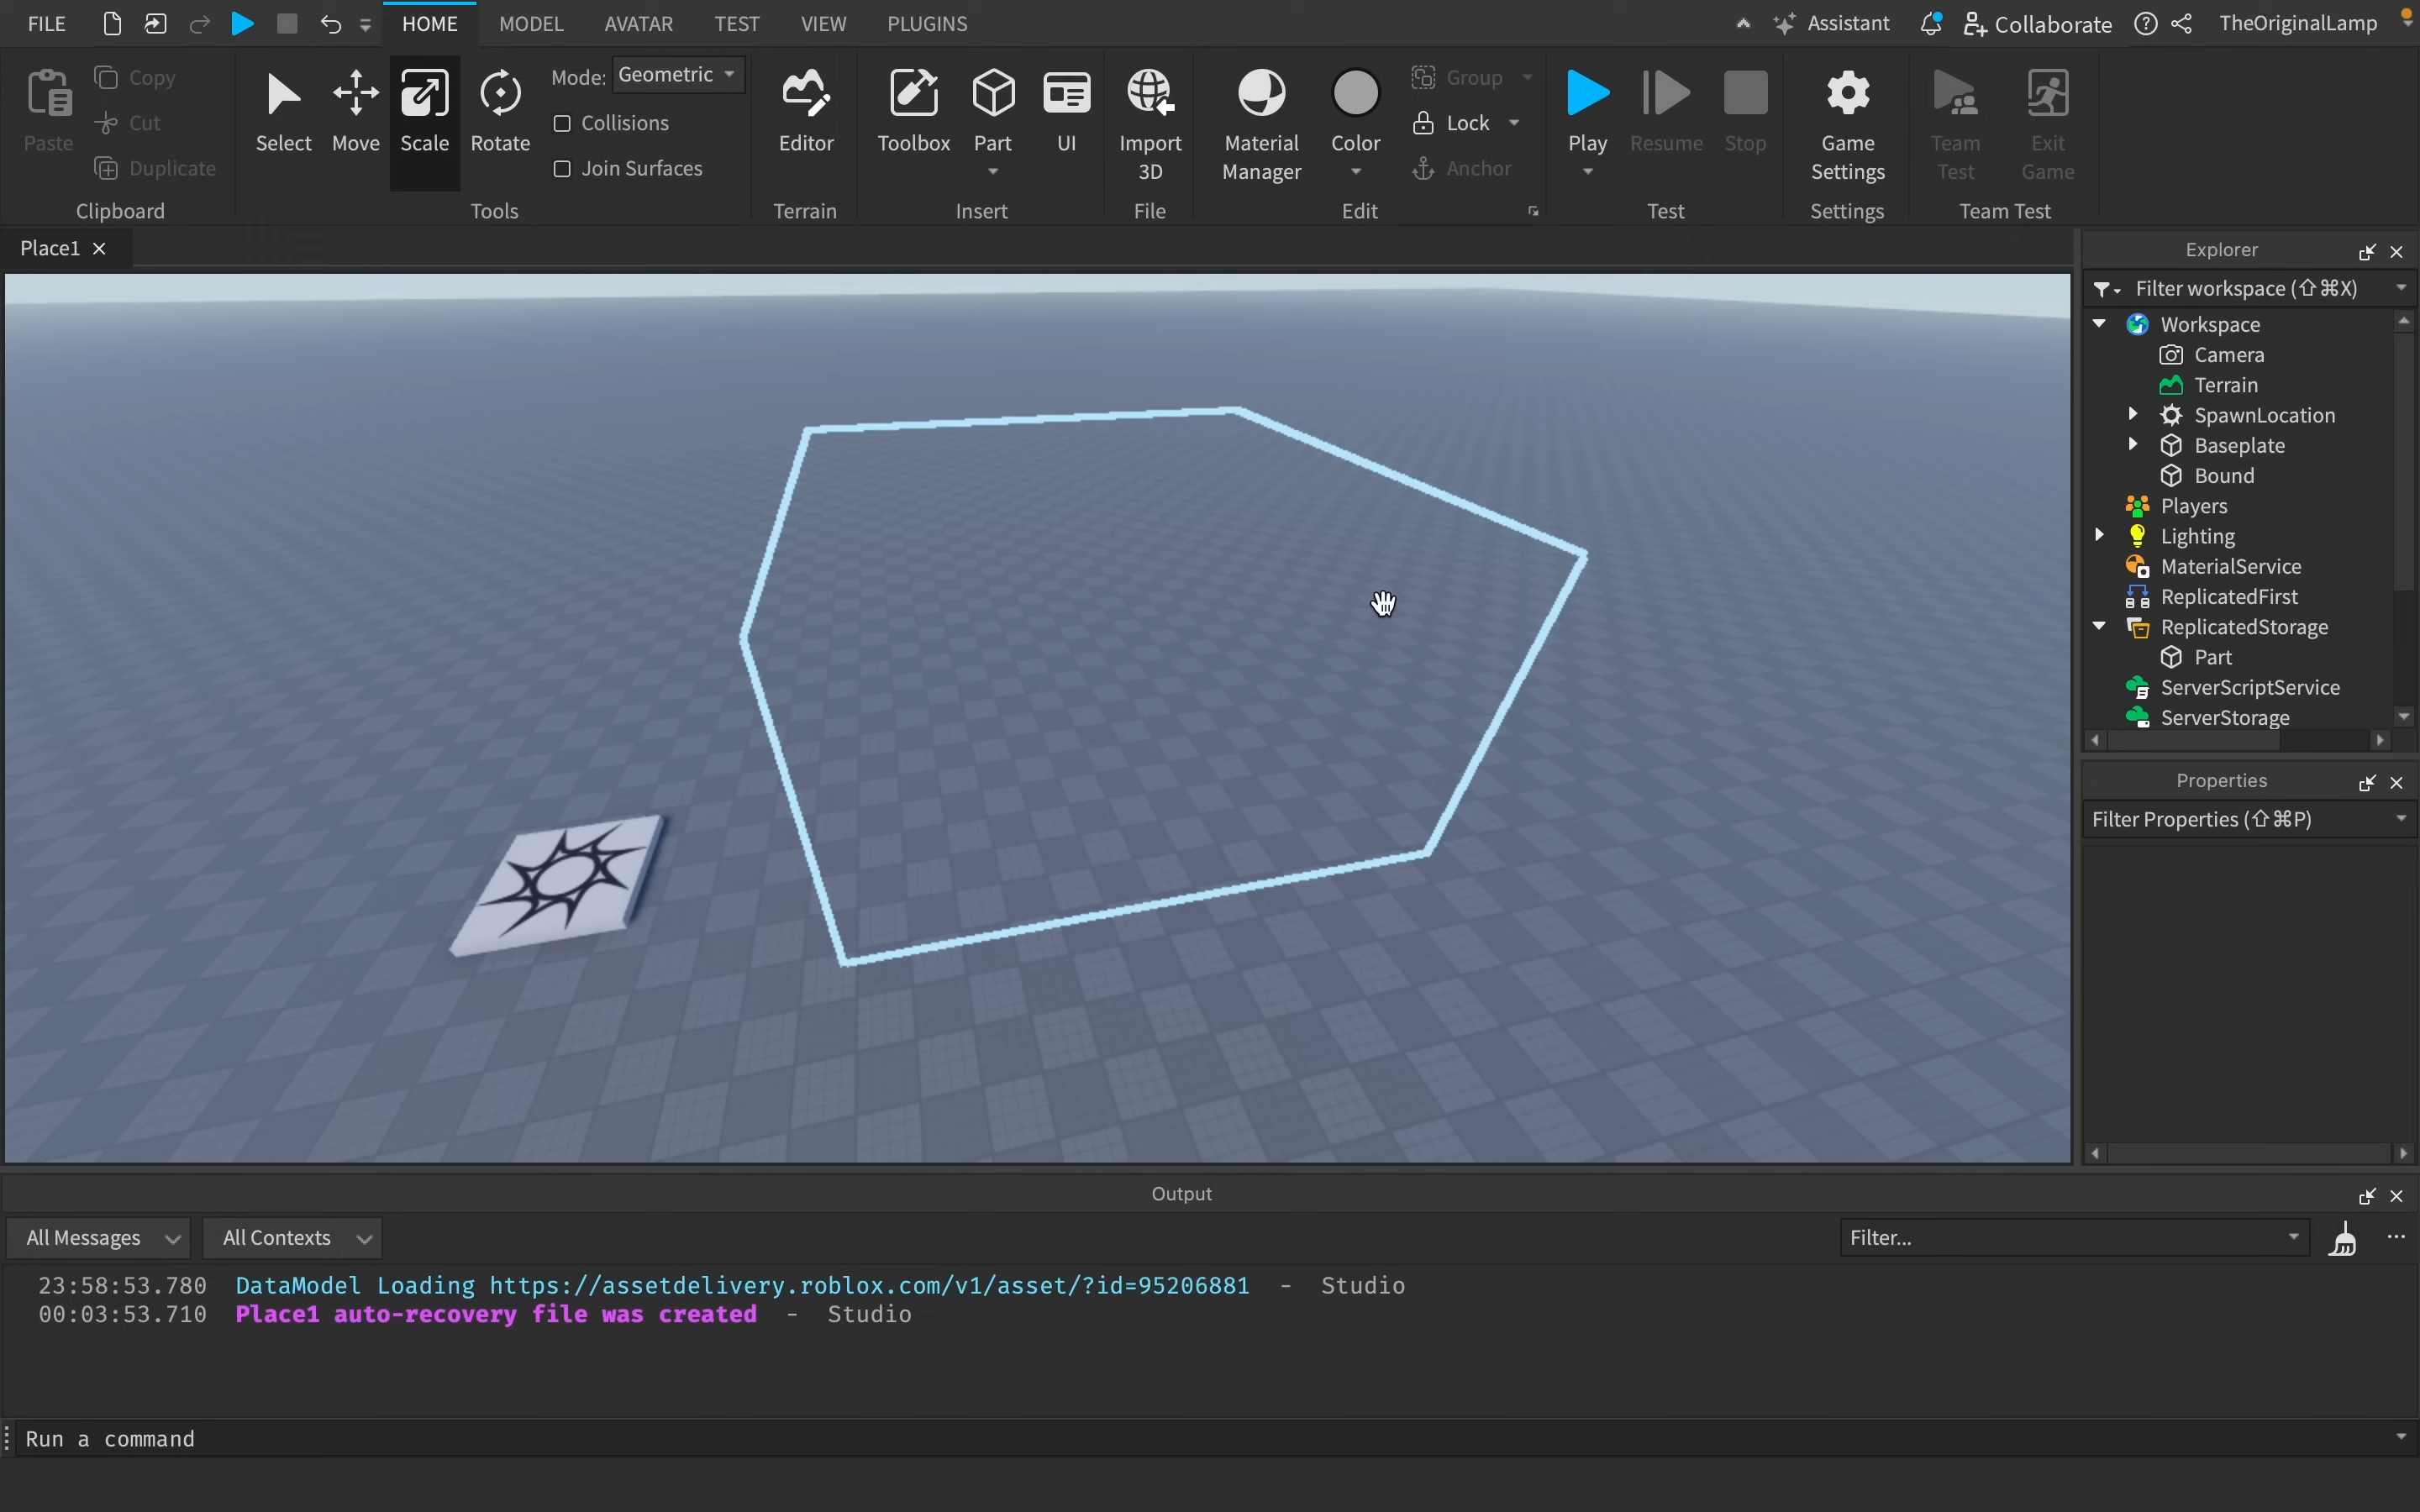 FILE HOME MODEL AVATAR TEST VIEW PLUGINS Assistant Collaborate TheOriginalLamp
Paste
Copy
Cut
Duplicate
Clipboard
Select Move Scale Rotate
Mode: Geometric
Collisions
Join Surfaces
Tools
Editor
Terrain
Toolbox Part UI
Insert
Import
3D
File
Material
Manager
Color
Group
Lock
Anchor
Edit
Play Resume Stop
Test
Game
Settings
Settings
Team
Test
Exit
Game
Team Test
Place1
Explorer
Filter workspace (⇧⌘X)
Workspace
Camera
Terrain
SpawnLocation
Baseplate
Bound
Players
Lighting
MaterialService
ReplicatedFirst
ReplicatedStorage
Part
ServerScriptService
ServerStorage
Properties
Filter Properties (⇧⌘P)
Output
All Messages All Contexts Filter...
23:58:53.780 DataModel Loading https://assetdelivery.roblox.com/v1/asset/?id=95206881 - Studio
00:03:53.710 Place1 auto-recovery file was created - Studio
Run a command